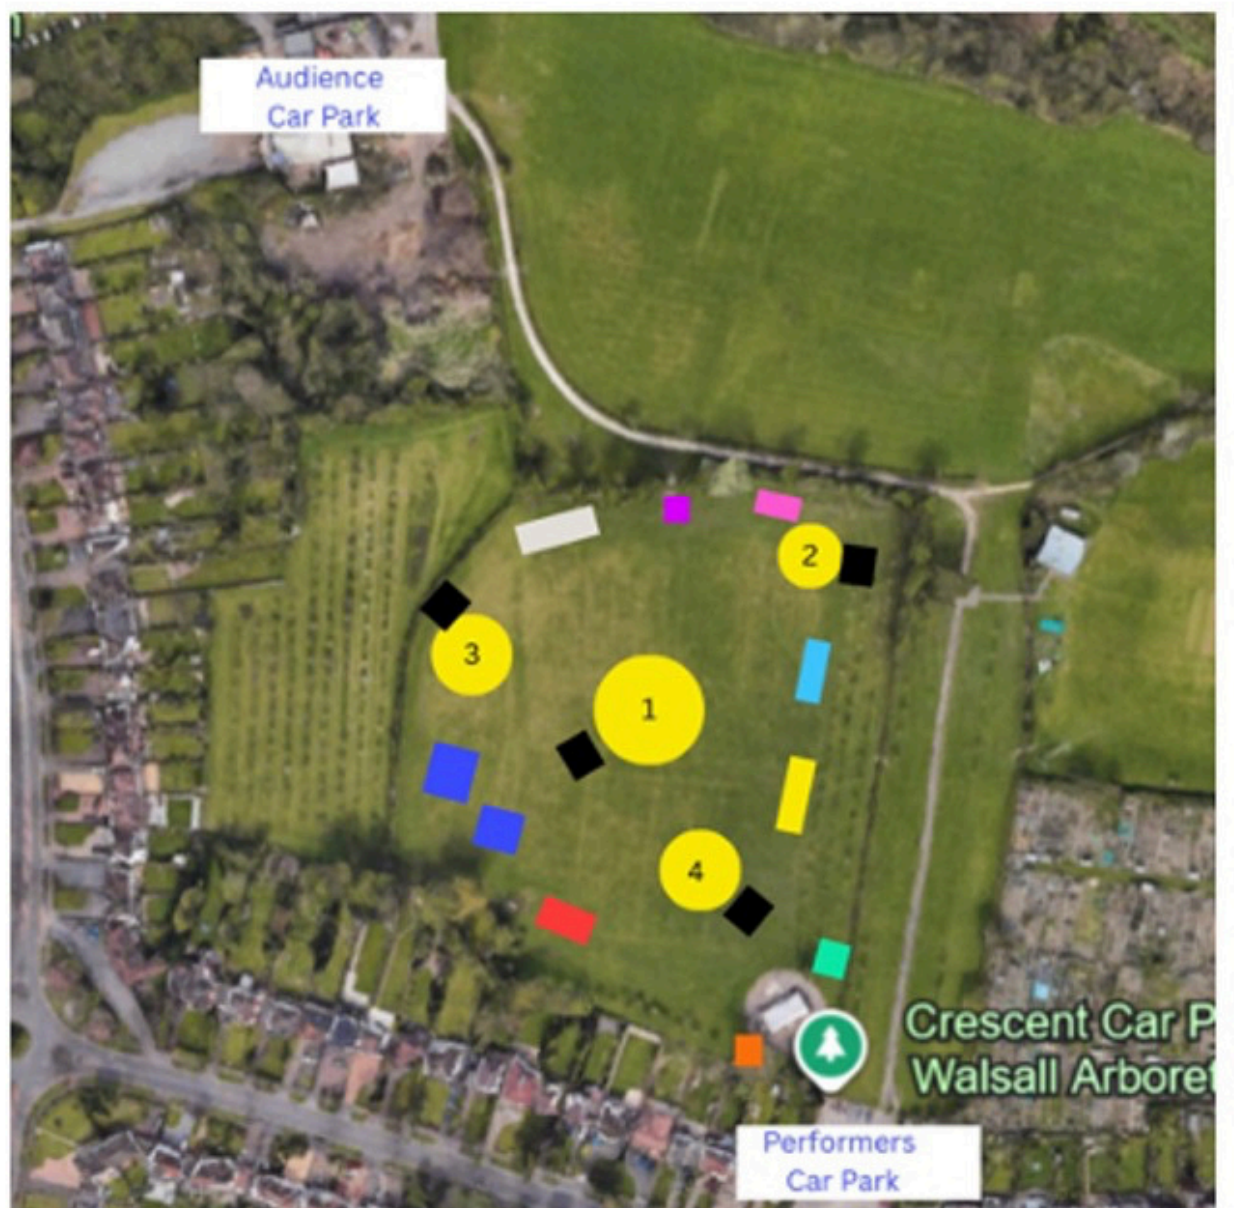 Audience
Car Park
2
3
1
4
Crescent Car P
Walsall Arboret
Performers
Car Park